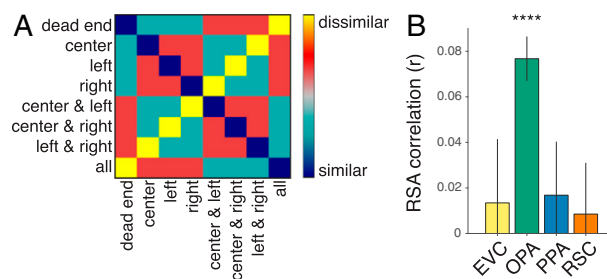 A
dead end
center
left
right
center & left
center & right
left & right
all
dead end
center
left
right
center & left
center & right
left & right
all
dissimilar
similar
B
****
RSA correlation (r)
0.08
0.06
0.04
0.02
0
EVC
OPA
PPA
RSC